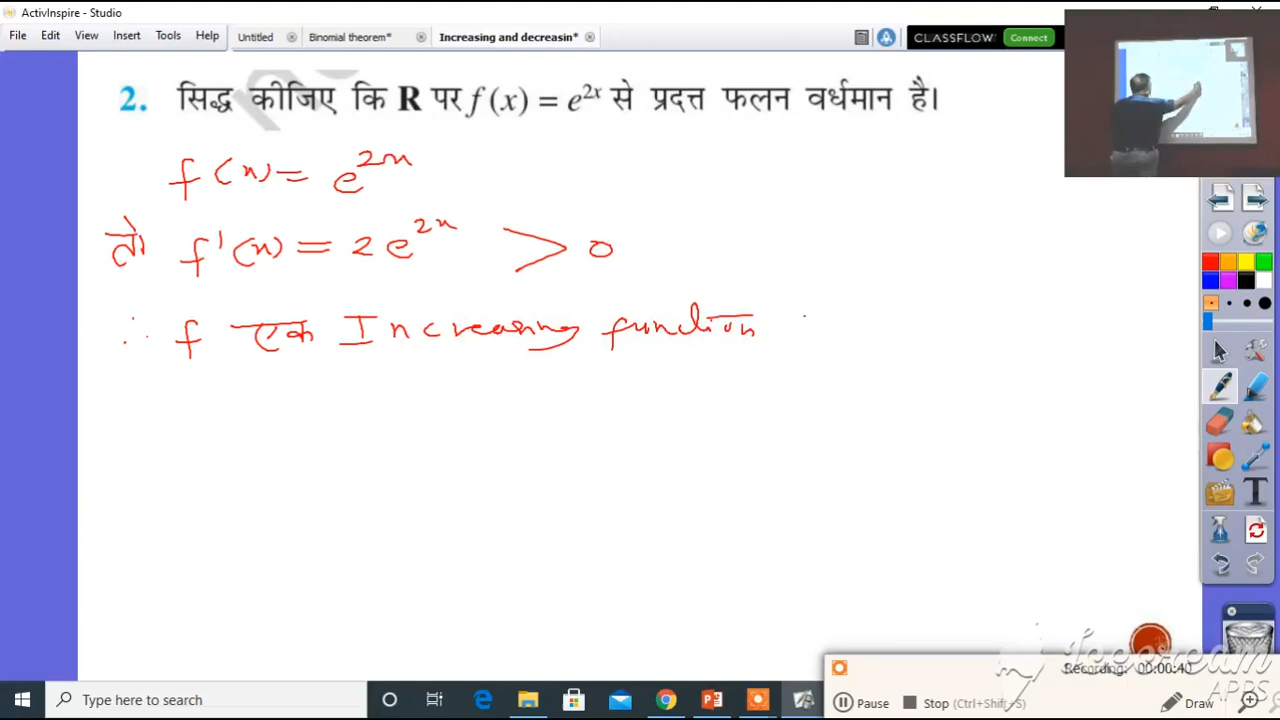 ActivInspire - Studio
File Edit View Insert Tools Help Untitled Binomial theorem* Increasing and decreasin* CLASSFLOW Connect
2. सिद्ध कीजिए कि R पर f (x) = e^{2x} से प्रदत्त फलन वर्धमान है।
f(x) = e^{2x}
तो f'(x) = 2e^{2x} > 0
∴ f एक Increasing function
T
Icecream
APPS
Recording: 00:00:40
Pause Stop (Ctrl+Shift+S) Draw
Type here to search